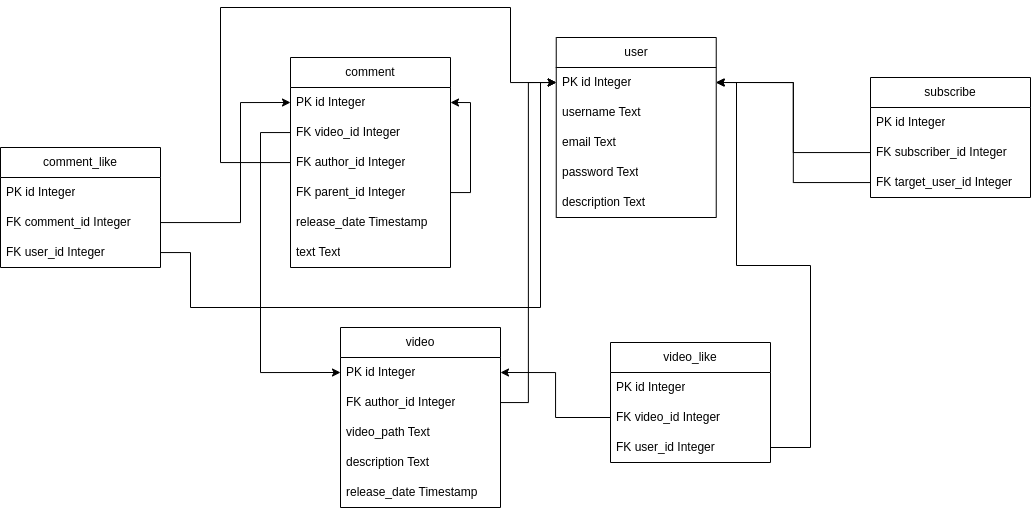 user
PK id Integer
username Text
email Text
password Text
description Text
comment
PK id Integer
FK video_id Integer
FK author_id Integer
FK parent_id Integer
release_date Timestamp
text Text
subscribe
PK id Integer
FK subscriber_id Integer
FK target_user_id Integer
comment_like
PK id Integer
FK comment_id Integer
FK user_id Integer
video
PK id Integer
FK author_id Integer
video_path Text
description Text
release_date Timestamp
video_like
PK id Integer
FK video_id Integer
FK user_id Integer